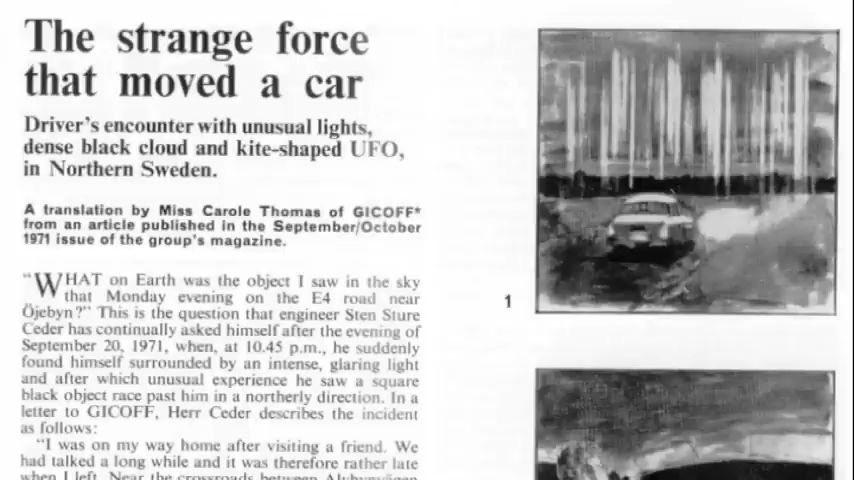 The strange force
that moved a car
Driver's encounter with unusual lights,
dense black cloud and kite-shaped UFO,
in Northern Sweden.
A translation by Miss Carole Thomas of GICOFF*
from an article published in the September/October
1971 issue of the group's magazine.
"WHAT on Earth was the object I saw in the sky
that Monday evening on the E4 road near
Öjebyn?" This is the question that engineer Sten Sture
Ceder has continually asked himself after the evening of
September 20, 1971, when, at 10.45 p.m., he suddenly
found himself surrounded by an intense, glaring light
and after which unusual experience he saw a square
black object race past him in a northerly direction. In a
letter to GICOFF, Herr Ceder describes the incident
as follows:
"I was on my way home after visiting a friend. We
had talked a long while and it was therefore rather late
when I left. Near the crossroads between
1